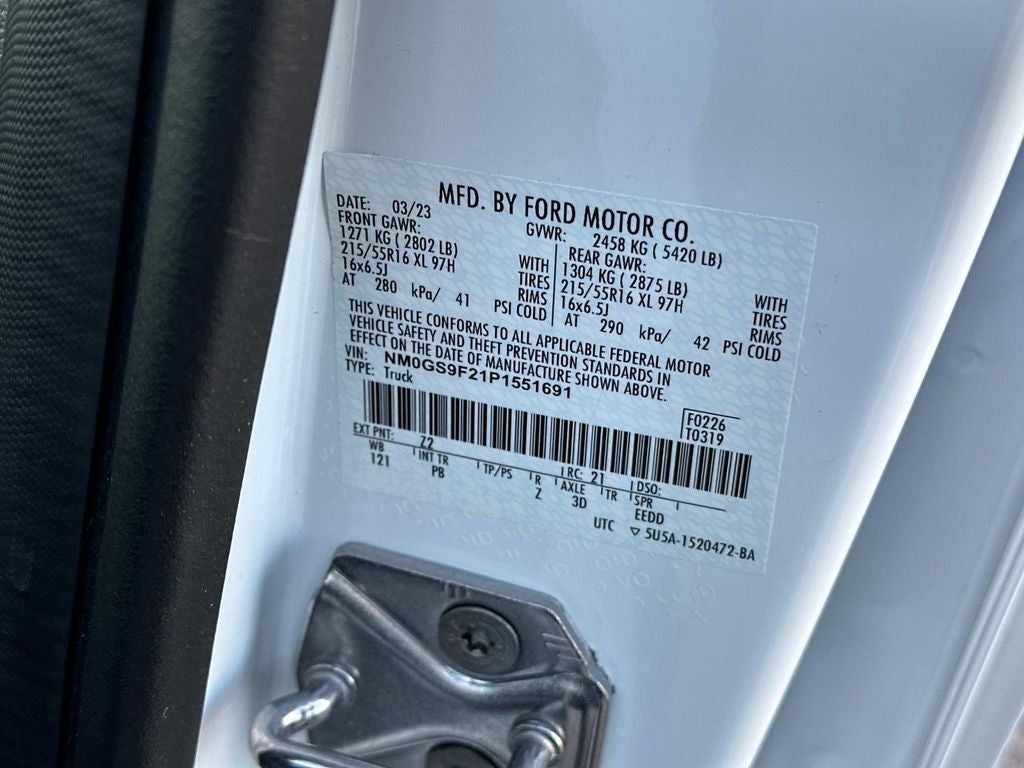 MFD. BY FORD MOTOR CO.
DATE: 03/23 GVWR: 2458 KG ( 5420 LB)
FRONT GAWR: REAR GAWR:
1271 KG ( 2802 LB) WITH 1304 KG ( 2875 LB) WITH
215/55R16 XL 97H TIRES 215/55R16 XL 97H TIRES
16x6.5J RIMS 16x6.5J RIMS
AT 280 kPa/ 41 PSI COLD AT 290 kPa/ 42 PSI COLD
THIS VEHICLE CONFORMS TO ALL APPLICABLE FEDERAL MOTOR
VEHICLE SAFETY AND THEFT PREVENTION STANDARDS IN
EFFECT ON THE DATE OF MANUFACTURE SHOWN ABOVE.
VIN: NM0GS9F21P1551691
TYPE: Truck
F0226
T0319
EXT PNT: Z2 RC: 21 DSO:
WB INT TR TP/PS R AXLE TR SPR
121 PB Z 3D EEDD
UTC ▽ 5U5A-1520472-BA